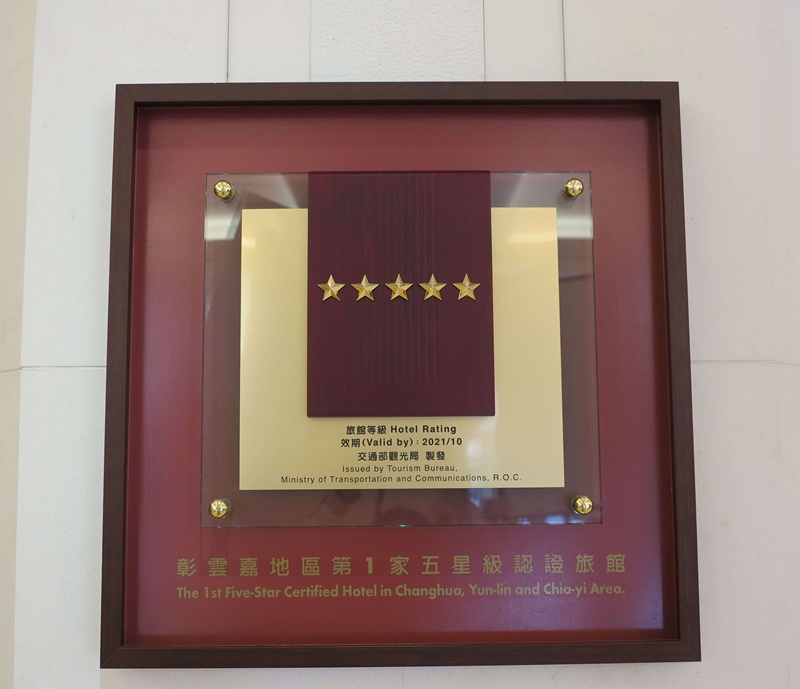 旅館等級 Hotel Rating
效期(Valid by)：2021/10
交通部觀光局 製發
Issued by Tourism Bureau,
Ministry of Transportation and Communications, R.O.C.
彰雲嘉地區第1家五星級認證旅館
The 1st Five-Star Certified Hotel in Changhua, Yun-lin and Chia-yi Area.